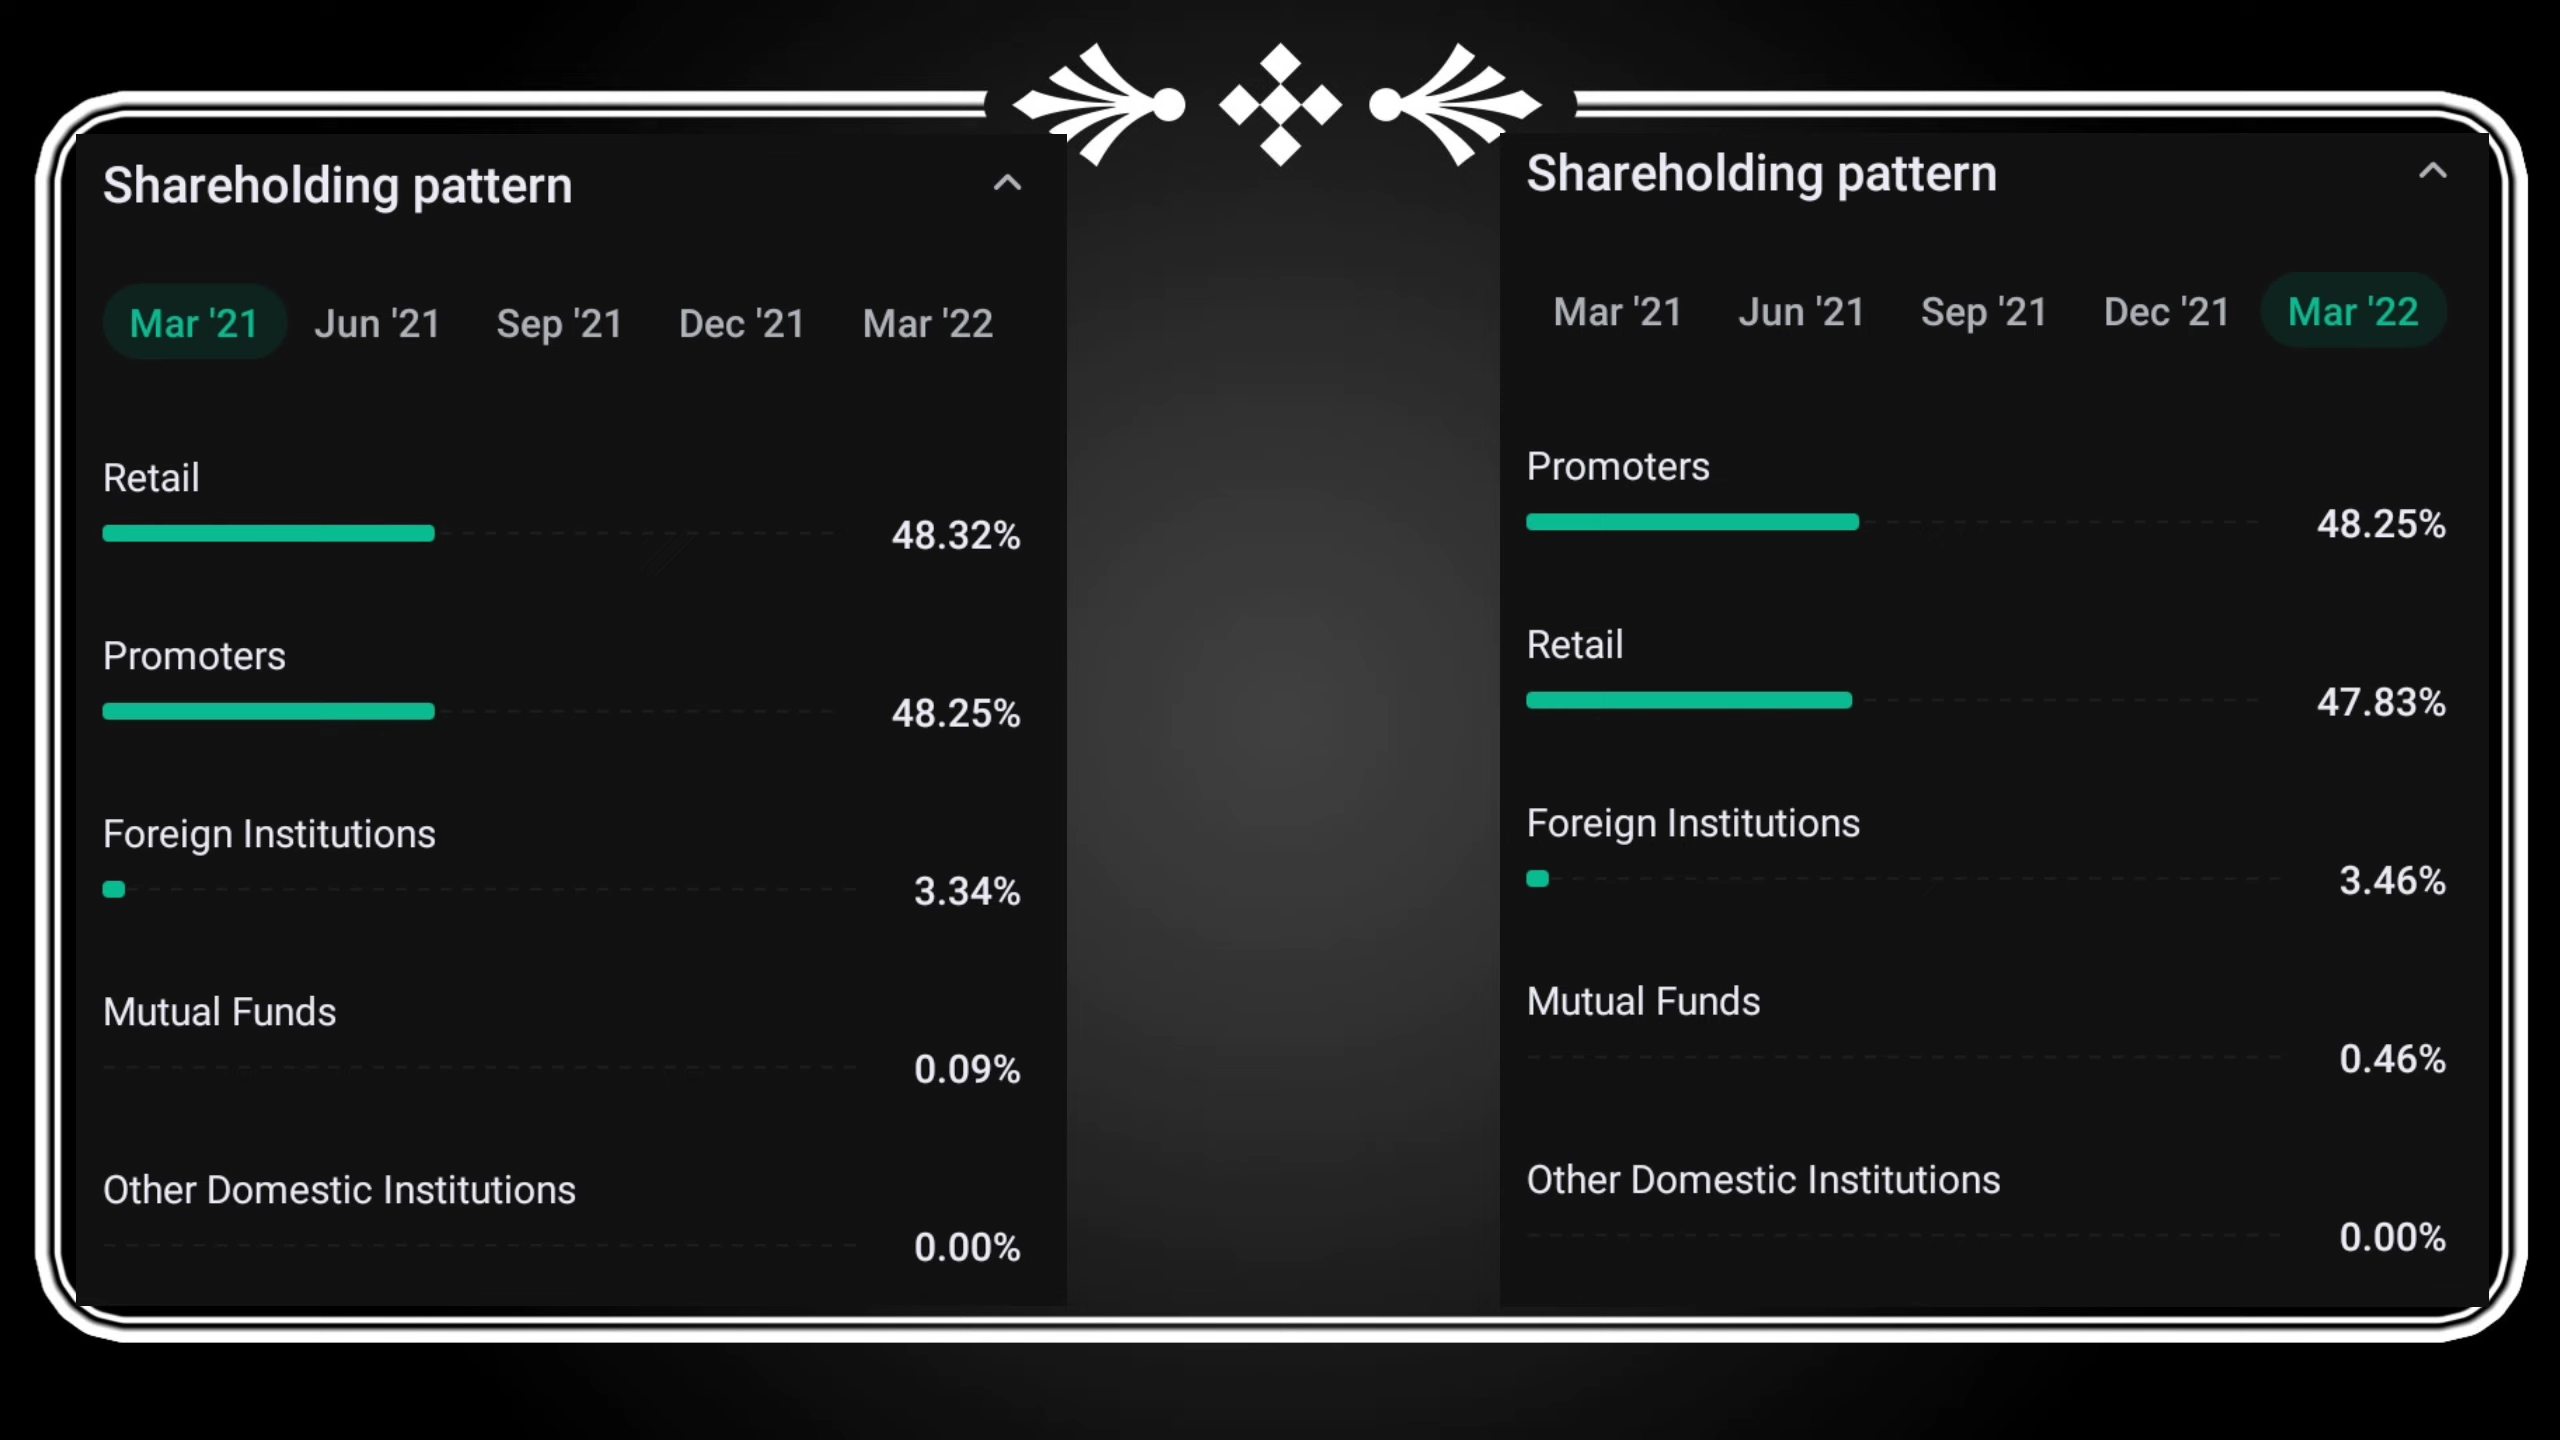 Shareholding pattern
Mar '21 Jun '21 Sep '21 Dec '21 Mar '22
Retail
48.32%
Promoters
48.25%
Foreign Institutions
3.34%
Mutual Funds
0.09%
Other Domestic Institutions
0.00%
Shareholding pattern
Mar '21 Jun '21 Sep '21 Dec '21 Mar '22
Promoters
48.25%
Retail
47.83%
Foreign Institutions
3.46%
Mutual Funds
0.46%
Other Domestic Institutions
0.00%